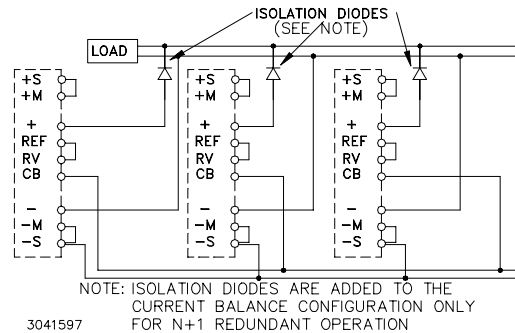 ISOLATION DIODES
(SEE NOTE)
LOAD
+S +S +S
+M +M +M
+ + +
REF REF REF
RV RV RV
CB CB CB
− − −
−M −M −M
−S −S −S
NOTE: ISOLATION DIODES ARE ADDED TO THE
CURRENT BALANCE CONFIGURATION ONLY
3041597 FOR N+1 REDUNDANT OPERATION